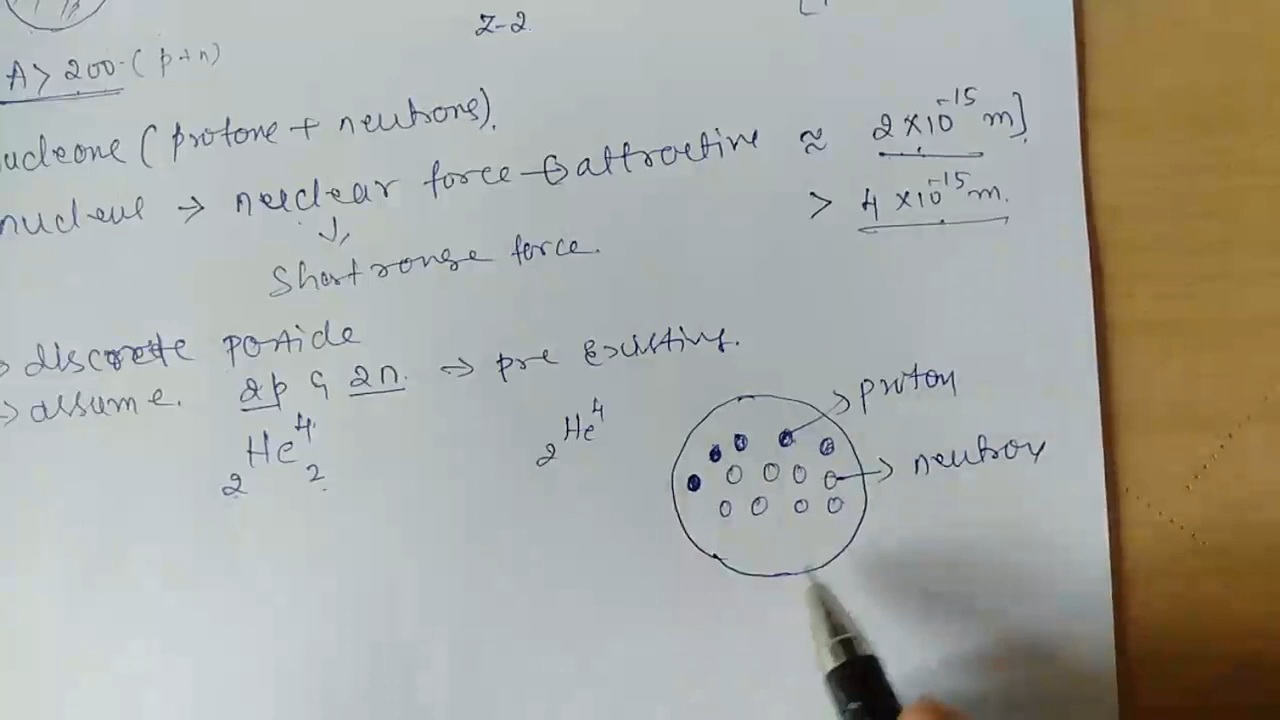 Z-2
A > 200 (p+n)
ucleons (protons + neutrons).
nucleus → nuclear force → attractive ≈ 2×10⁻¹⁵ m]
> 4×10⁻¹⁵ m.
Short range force.
discrete particle
→ assume. 2p & 2n. → pre existing.
₂He⁴₂
₂He⁴
proton
neutron